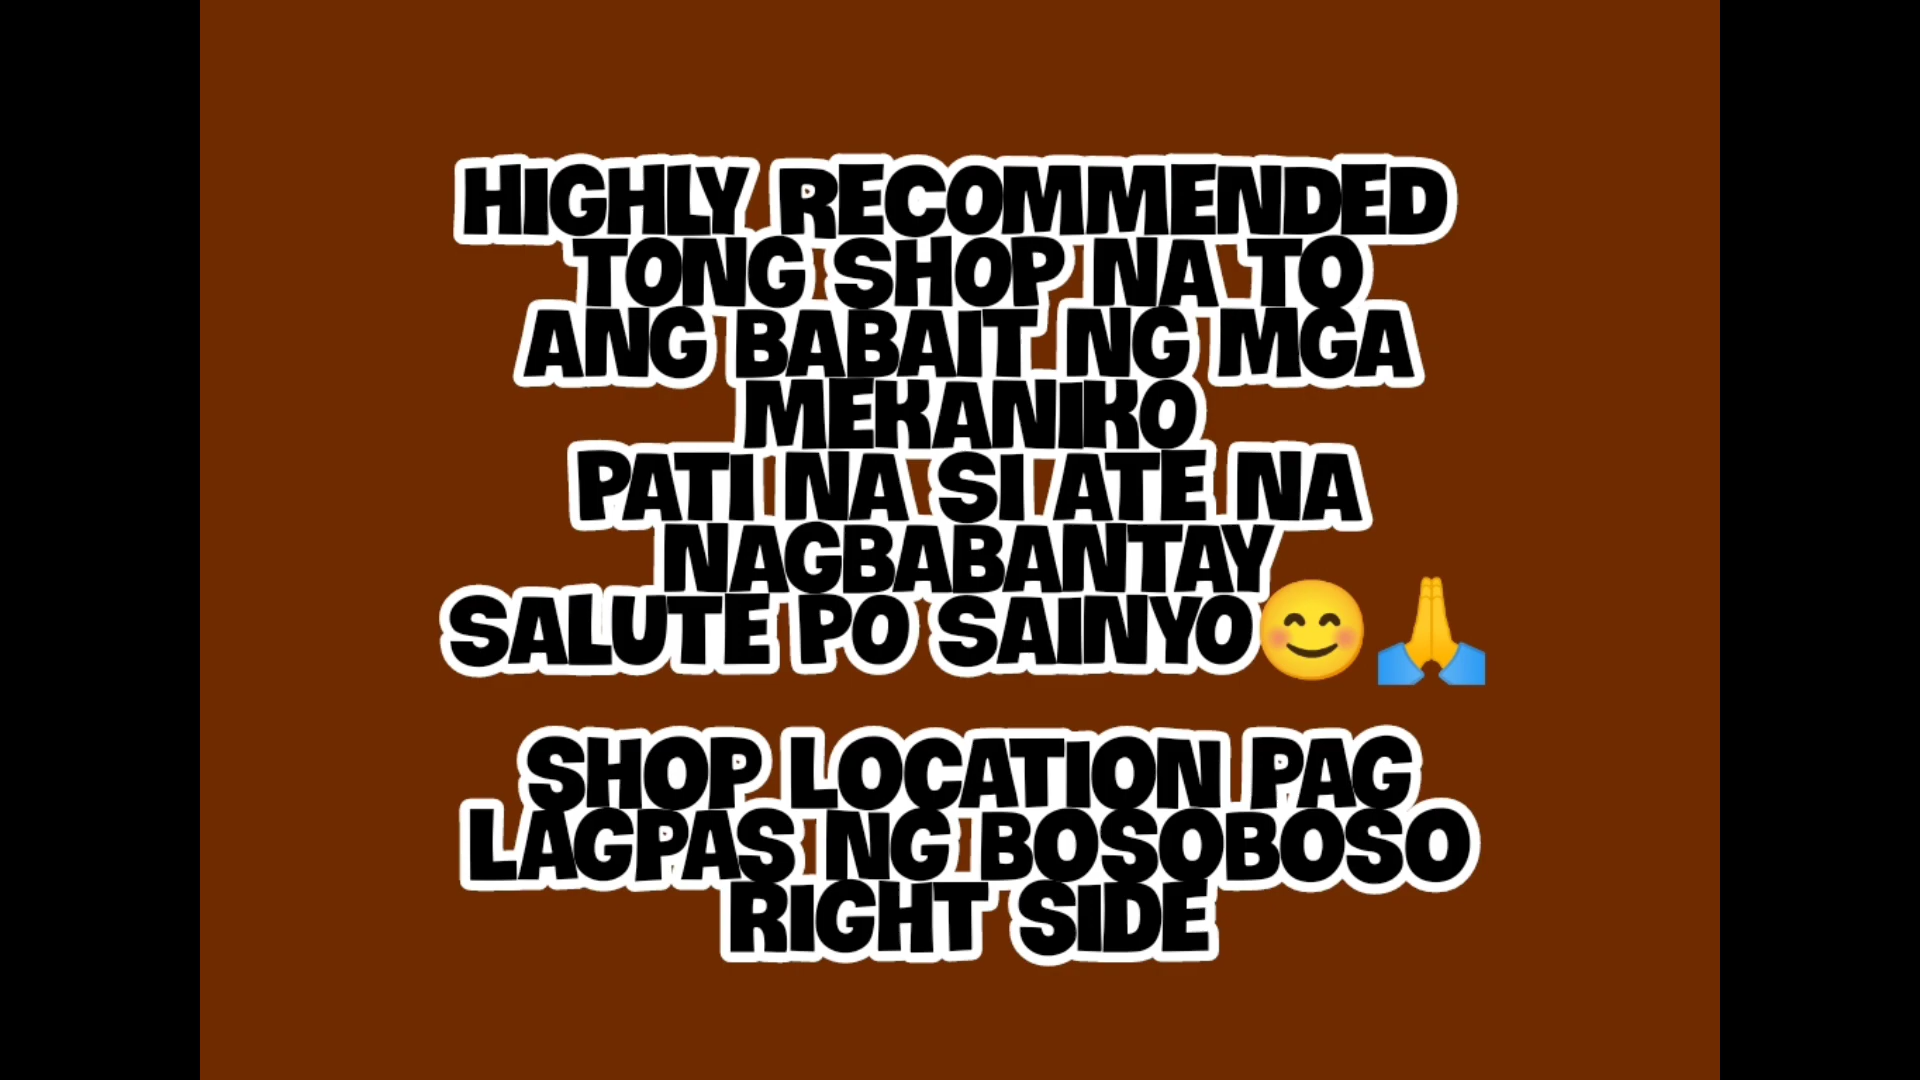 HIGHLY RECOMMENDED
TONG SHOP NA TO
ANG BABAIT NG MGA
MEKANIKO
PATI NA SI ATE NA
NAGBABANTAY
SALUTE PO SAINYO😊🙏
SHOP LOCATION PAG
LAGPAS NG BOSOBOSO
RIGHT SIDE